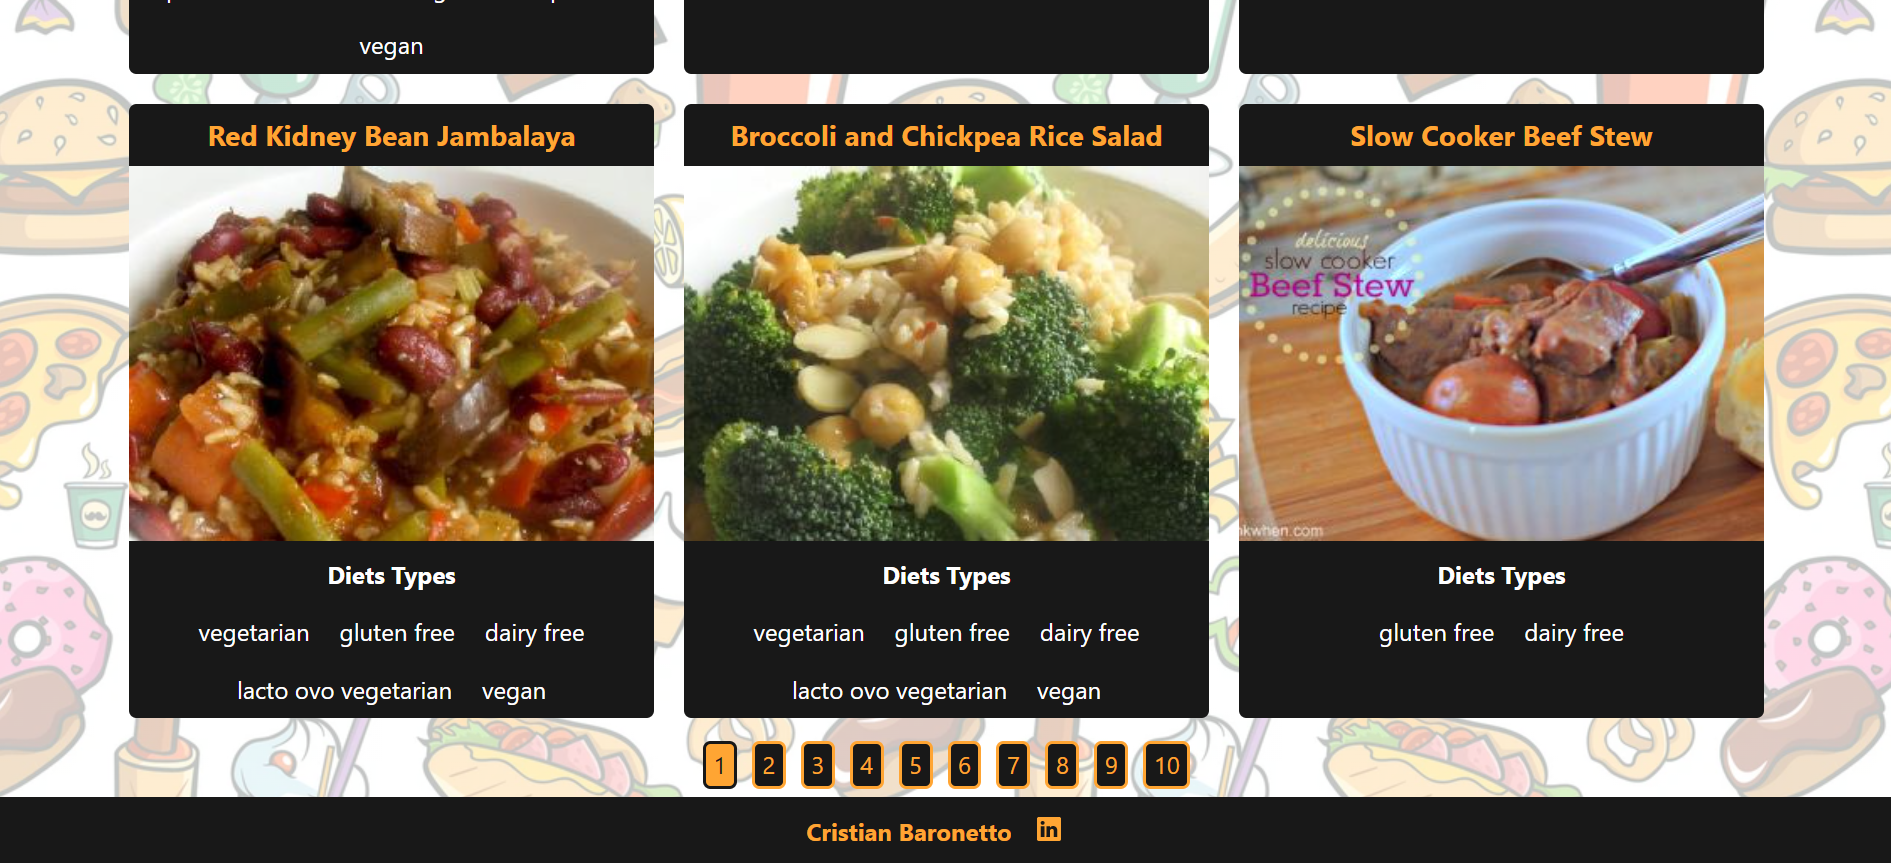 vegan
Red Kidney Bean Jambalaya
Broccoli and Chickpea Rice Salad
Slow Cooker Beef Stew
delicious
slow cooker
Beef Stew
recipe
kwhen.com
Diets Types
Diets Types
Diets Types
vegetarian gluten free dairy free
lacto ovo vegetarian vegan
vegetarian gluten free dairy free
lacto ovo vegetarian vegan
gluten free dairy free
1 2 3 4 5 6 7 8 9 10
Cristian Baronetto in